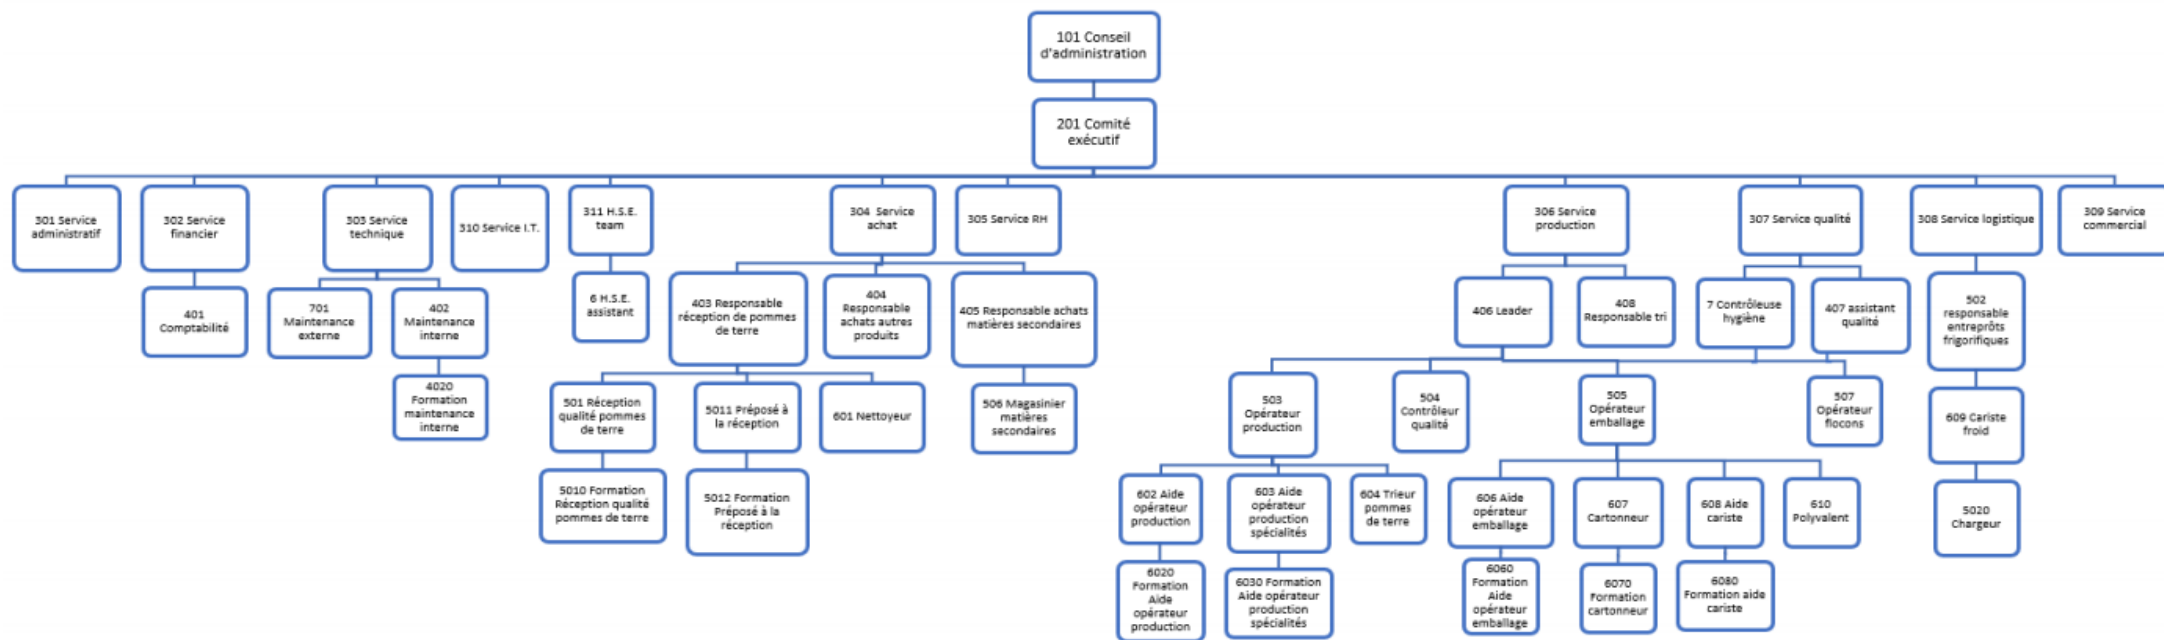 101 Conseil
d'administration
201 Comité
exécutif
301 Service
administratif
302 Service
financier
303 Service
technique
310 Service I.T.
311 H.S.E.
team
304 Service
achat
305 Service RH
306 Service
production
307 Service qualité
308 Service logistique
309 Service
commercial
401
Comptabilité
701
Maintenance
externe
402
Maintenance
interne
6 H.S.E.
assistant
403 Responsable
réception de pommes
de terre
404
Responsable
achats autres
produits
405 Responsable achats
matières secondaires
406 Leader
408
Responsable tri
7 Contrôleuse
hygiène
407 assistant
qualité
502
responsable
entreprôts
frigorifiques
4020
Formation
maintenance
interne
501 Réception
qualité pommes
de terre
5011 Préposé à
la réception
601 Nettoyeur
506 Magasinier
matières
secondaires
503
Opérateur
production
504
Contrôleur
qualité
505
Opérateur
emballage
507
Opérateur
flocons
609 Cariste
froid
5010 Formation
Réception qualité
pommes de terre
5012 Formation
Préposé à la
réception
602 Aide
opérateur
production
603 Aide
opérateur
production
spécialités
604 Trieur
pommes
de terre
606 Aide
opérateur
emballage
607
Cartonneur
608 Aide
cariste
610
Polyvalent
5020
Chargeur
6020
Formation
Aide
opérateur
production
6030 Formation
Aide opérateur
production
spécialités
6060
Formation
Aide
opérateur
emballage
6070
Formation
cartonneur
6080
Formation aide
cariste